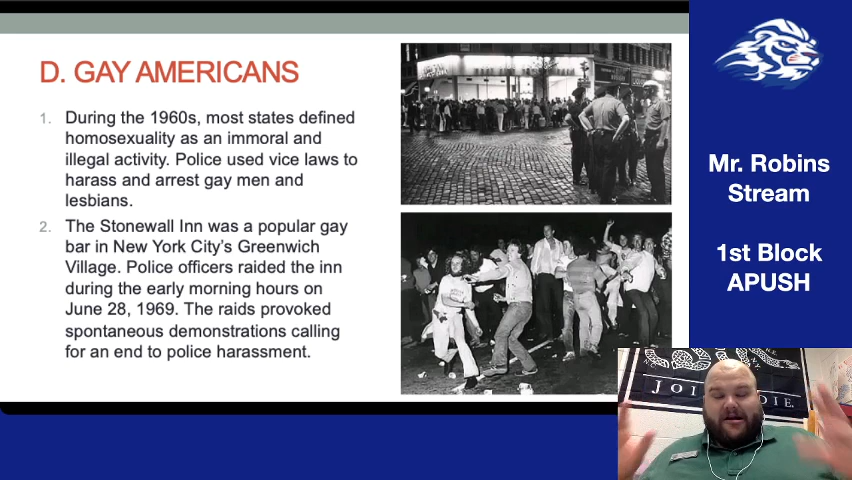 D. GAY AMERICANS
1. During the 1960s, most states defined
homosexuality as an immoral and
illegal activity. Police used vice laws to
harass and arrest gay men and
lesbians.
2. The Stonewall Inn was a popular gay
bar in New York City's Greenwich
Village. Police officers raided the inn
during the early morning hours on
June 28, 1969. The raids provoked
spontaneous demonstrations calling
for an end to police harassment.
Mr. Robins
Stream
1st Block
APUSH
DIE.